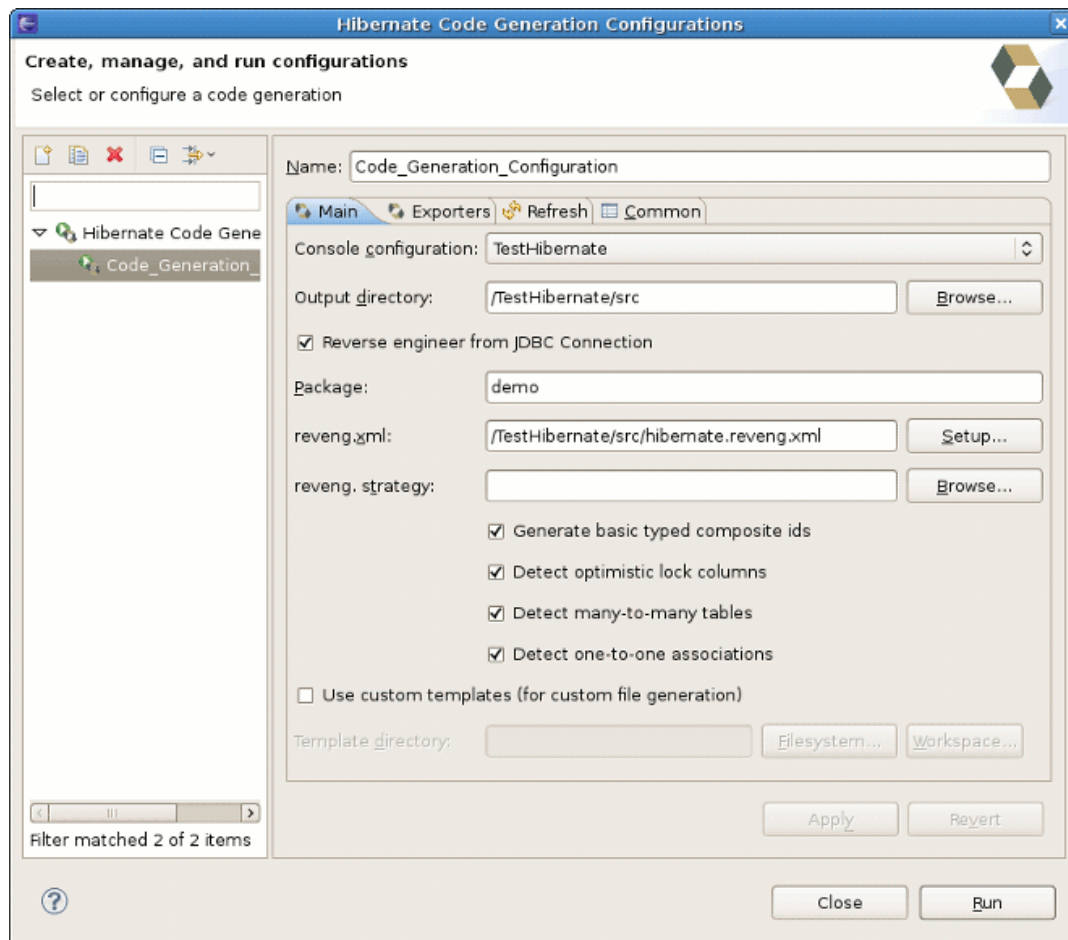 Hibernate Code Generation Configurations
Create, manage, and run configurations
Select or configure a code generation
Name: Code_Generation_Configuration
Hibernate Code Gene
Code_Generation_
Filter matched 2 of 2 items
Main Exporters Refresh Common
Console configuration: TestHibernate
Output directory: /TestHibernate/src Browse...
Reverse engineer from JDBC Connection
Package: demo
reveng.xml: /TestHibernate/src/hibernate.reveng.xml Setup...
reveng. strategy: Browse...
Generate basic typed composite ids
Detect optimistic lock columns
Detect many-to-many tables
Detect one-to-one associations
Use custom templates (for custom file generation)
Template directory: Filesystem... Workspace...
Apply Revert
Close Run